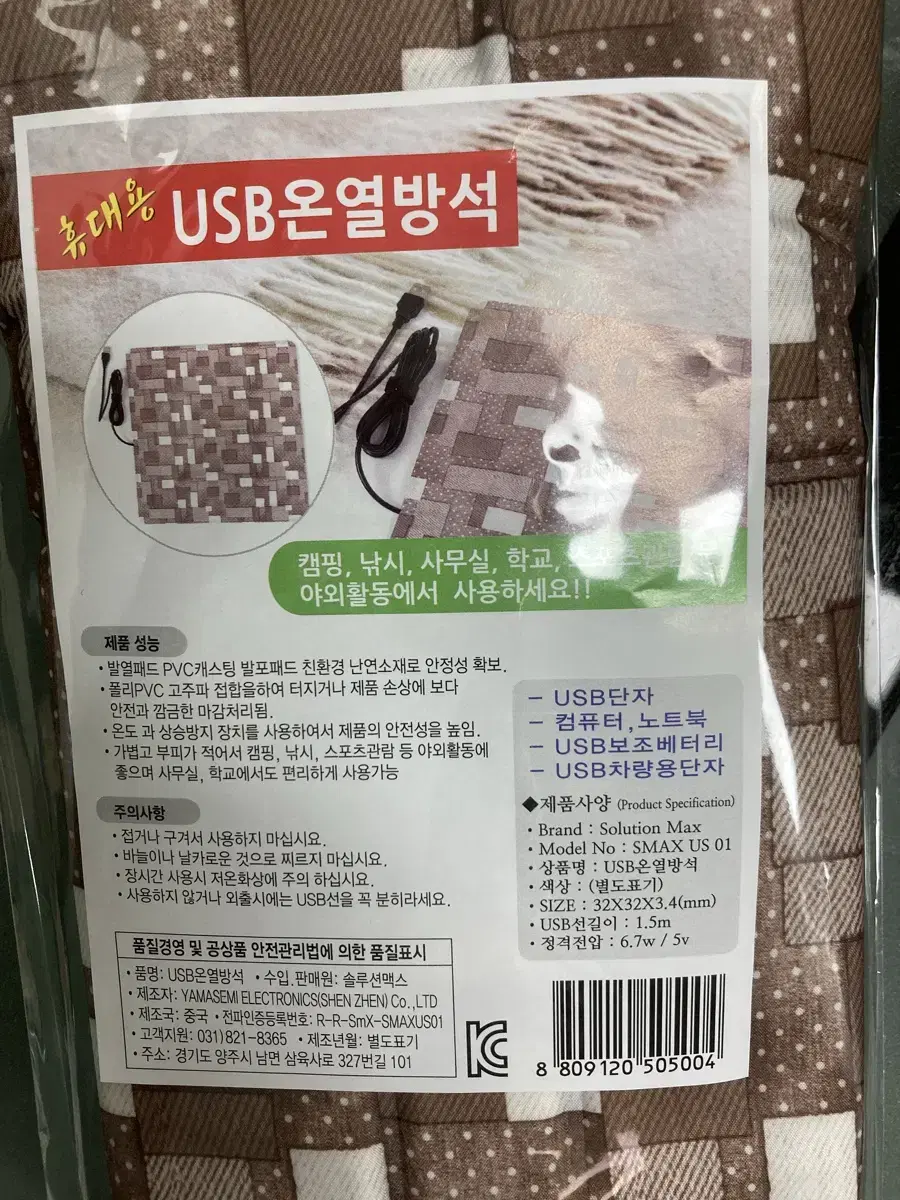 휴대용 USB온열방석
캠핑, 낚시, 사무실, 학교,
야외활동에서 사용하세요!!
제품 성능
• 발열패드 PVC캐스팅 발포패드 친환경 난연소재로 안정성 확보.
• 폴리PVC 고주파 접합을하여 터지거나 제품 손상에 보다
안전과 깜금한 마감처리됨.
• 온도 과 상승방지 장치를 사용하여서 제품의 안전성을 높임.
• 가볍고 부피가 적어서 캠핑, 낚시, 스포츠관람 등 야외활동에
좋으며 사무실, 학교에서도 편리하게 사용가능
주의사항
• 접거나 구겨서 사용하지 마십시요.
• 바늘이나 날카로운 것으로 찌르지 마십시요.
• 장시간 사용시 저온화상에 주의 하십시요.
• 사용하지 않거나 외출시에는 USB선을 꼭 분히라세요.
– USB단자
– 컴퓨터,노트북
– USB보조베터리
– USB차량용단자
◆제품사양 (Product Specification)
• Brand : Solution Max
• Model No : SMAX US 01
• 상품명 : USB온열방석
• 색상 : (별도표기)
• SIZE : 32X32X3.4(mm)
• USB선길이 : 1.5m
• 정격전압 : 6.7w / 5v
품질경영 및 공상품 안전관리법에 의한 품질표시
• 품명: USB온열방석 • 수입 판매원: 솔루션맥스
• 제조자: YAMASEMI ELECTRONICS(SHEN ZHEN) Co.,LTD
• 제조국: 중국 • 전파인증등록번호: R-R-SmX-SMAXUS01
• 고객지원: 031)821-8365 • 제조년월: 별도표기
• 주소: 경기도 양주시 남면 삼육사로 327번길 101
8 809120 505004